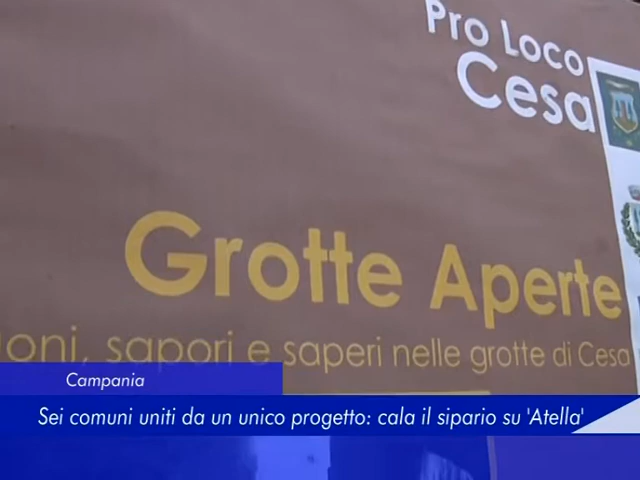 Pro Loco
Cesa
Grotte Aperte
sapori e saperi nelle grotte di Cesa
Campania
Sei comuni uniti da un unico progetto: cala il sipario su 'Atella'